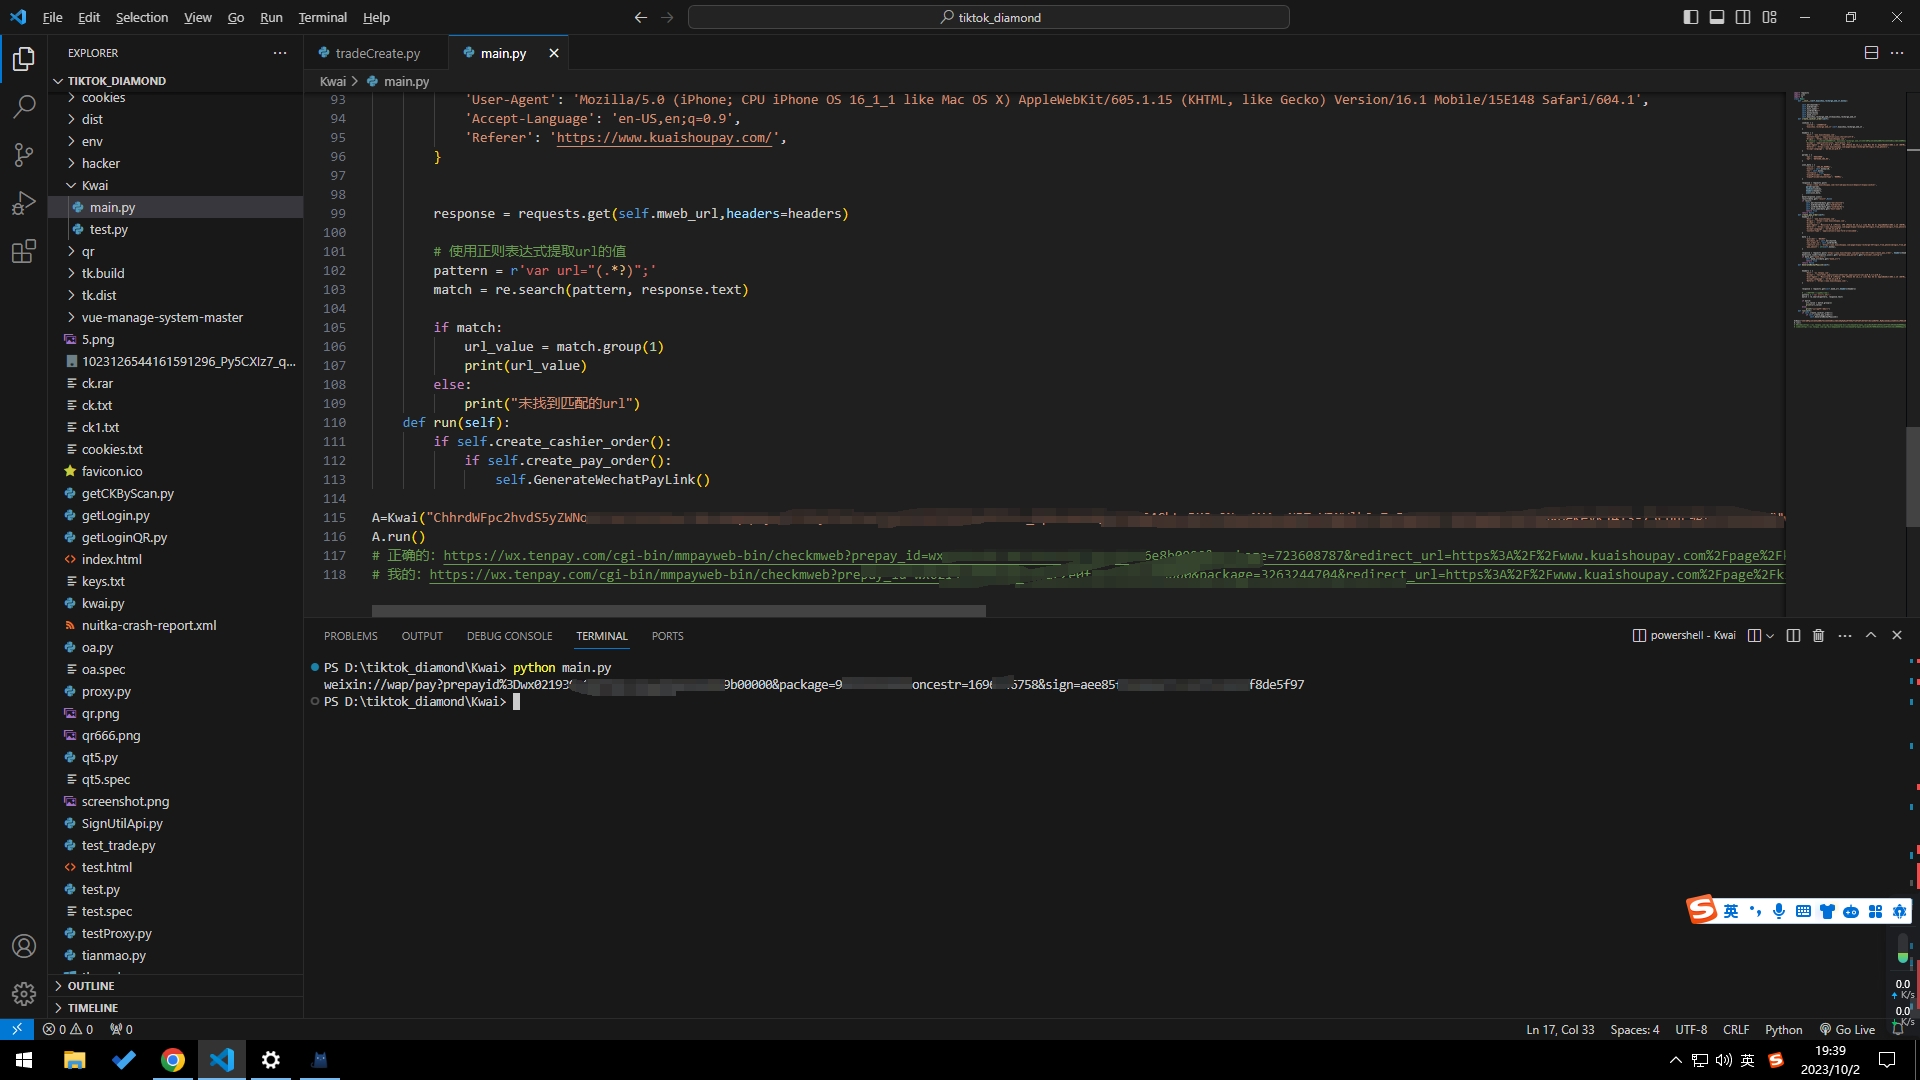 File Edit Selection View Go Run Terminal Help
tiktok_diamond
EXPLORER
TIKTOK_DIAMOND
cookies
dist
env
hacker
Kwai
main.py
test.py
qr
tk.build
tk.dist
vue-manage-system-master
5.png
1023126544161591296_Py5CXIz7_q...
ck.rar
ck.txt
ck1.txt
cookies.txt
favicon.ico
getCKByScan.py
getLogin.py
getLoginQR.py
index.html
keys.txt
kwai.py
nuitka-crash-report.xml
oa.py
oa.spec
proxy.py
qr.png
qr666.png
qt5.py
qt5.spec
screenshot.png
SignUtilApi.py
test_trade.py
test.html
test.py
test.spec
testProxy.py
tianmao.py
OUTLINE
TIMELINE
tradeCreate.py
main.py
Kwai > main.py
93 'User-Agent': 'Mozilla/5.0 (iPhone; CPU iPhone OS 16_1_1 like Mac OS X) AppleWebKit/605.1.15 (KHTML, like Gecko) Version/16.1 Mobile/15E148 Safari/604.1',
94 'Accept-Language': 'en-US,en;q=0.9',
95 'Referer': 'https://www.kuaishoupay.com/',
96 }
97
98
99 response = requests.get(self.mweb_url,headers=headers)
100
101 # 使用正则表达式提取url的值
102 pattern = r'var url="(.*?)";'
103 match = re.search(pattern, response.text)
104
105 if match:
106 url_value = match.group(1)
107 print(url_value)
108 else:
109 print("未找到匹配的url")
110 def run(self):
111 if self.create_cashier_order():
112 if self.create_pay_order():
113 self.GenerateWechatPayLink()
114
115 A=Kwai("ChhrdWFpc2hvdS5yZWNo
116 A.run()
117 # 正确的: https://wx.tenpay.com/cgi-bin/mmpayweb-bin/checkmweb?prepay_id=wx 6e8b0000&package=723608787&redirect_url=https%3A%2F%2Fwww.kuaishoupay.com%2Fpage%2F
118 # 我的: https://wx.tenpay.com/cgi-bin/mmpayweb-bin/checkmweb?prepay_id &package=3263244704&redirect_url=https%3A%2F%2Fwww.kuaishoupay.com%2Fpage%2Fk
PROBLEMS OUTPUT DEBUG CONSOLE TERMINAL PORTS
powershell - Kwai
PS D:\tiktok_diamond\Kwai> python main.py
weixin://wap/pay?prepayid%3Dwx02193 9b00000&package=9 oncestr=169 6758&sign=aee85 f8de5f97
PS D:\tiktok_diamond\Kwai>
英
0.0
K/s
0.0
K/s
0 0 0
Ln 17, Col 33 Spaces: 4 UTF-8 CRLF Python Go Live
英
19:39
2023/10/2